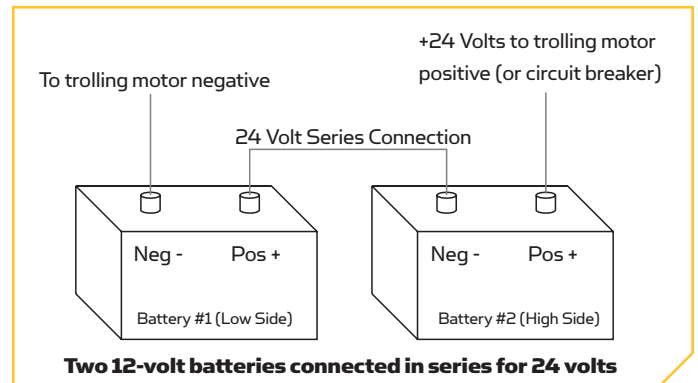 +24 Volts to trolling motor
positive (or circuit breaker)
To trolling motor negative
24 Volt Series Connection
Neg - Pos +
Neg - Pos +
Battery #1 (Low Side)
Battery #2 (High Side)
Two 12-volt batteries connected in series for 24 volts